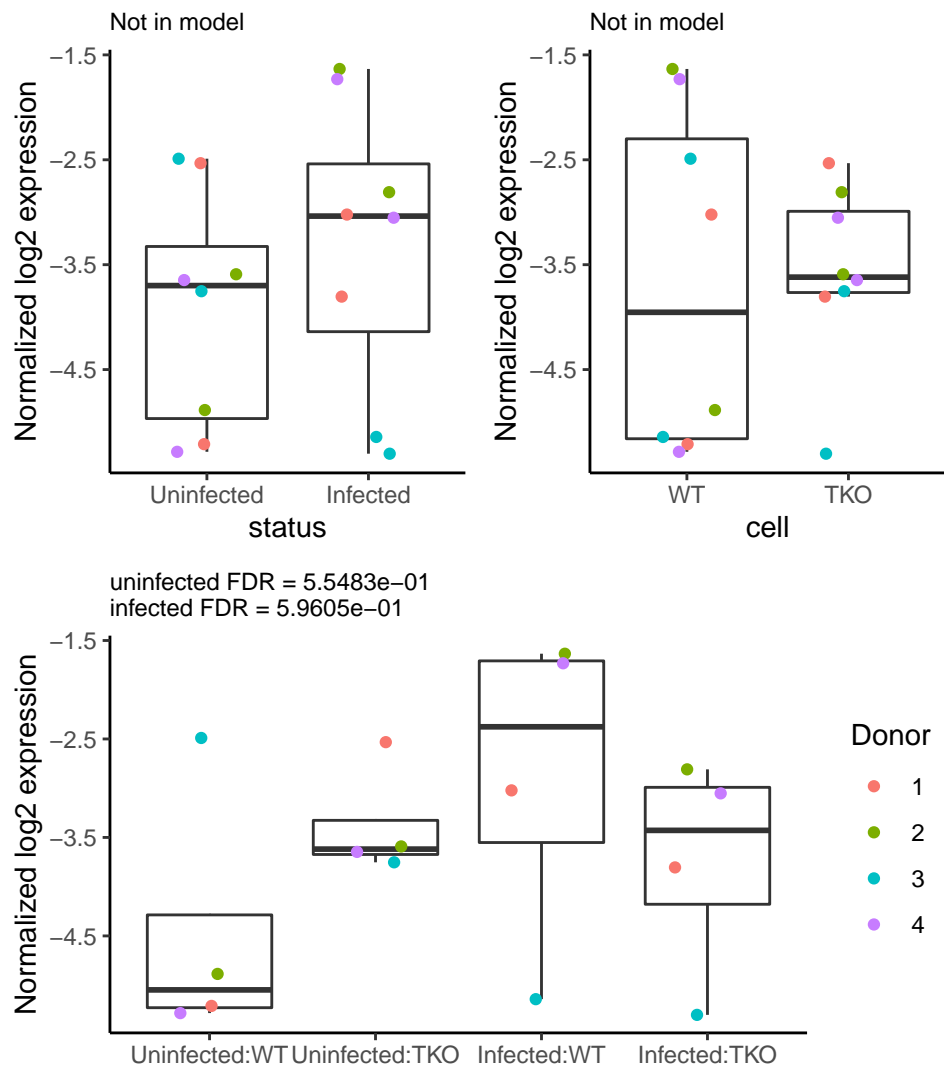 Not in model
Normalized log2 expression
−1.5
−2.5
−3.5
−4.5
Uninfected Infected
status
Not in model
Normalized log2 expression
−1.5
−2.5
−3.5
−4.5
WT TKO
cell
uninfected FDR = 5.5483e−01
infected FDR = 5.9605e−01
Normalized log2 expression
−1.5
−2.5
−3.5
−4.5
Uninfected:WT Uninfected:TKO Infected:WT Infected:TKO
Donor
1
2
3
4